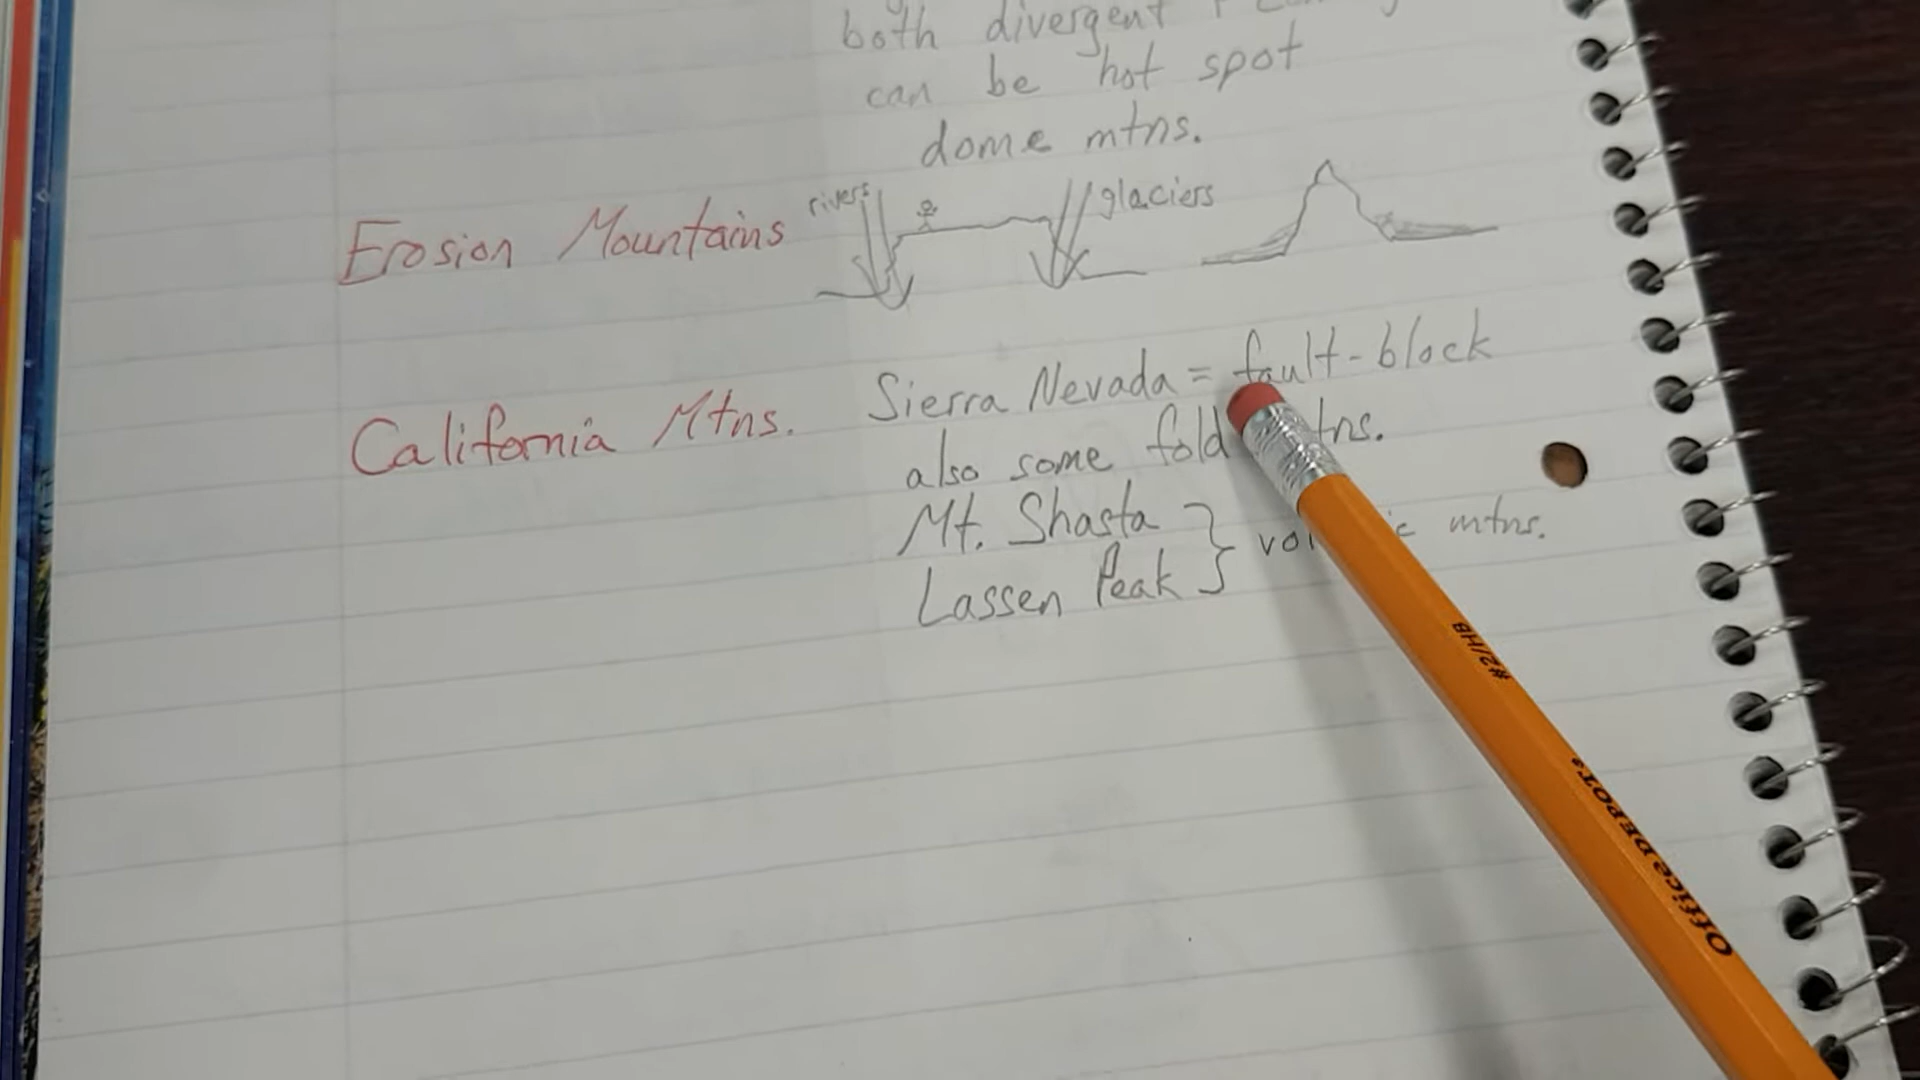 both divergent
can be hot spot
dome mtns.
Erosion Mountains
rivers
glaciers
California Mtns.
Sierra Nevada = fault-block
also some fold
Mt. Shasta
Lassen Peak
mtns.
#2/HB
Office DEPOT